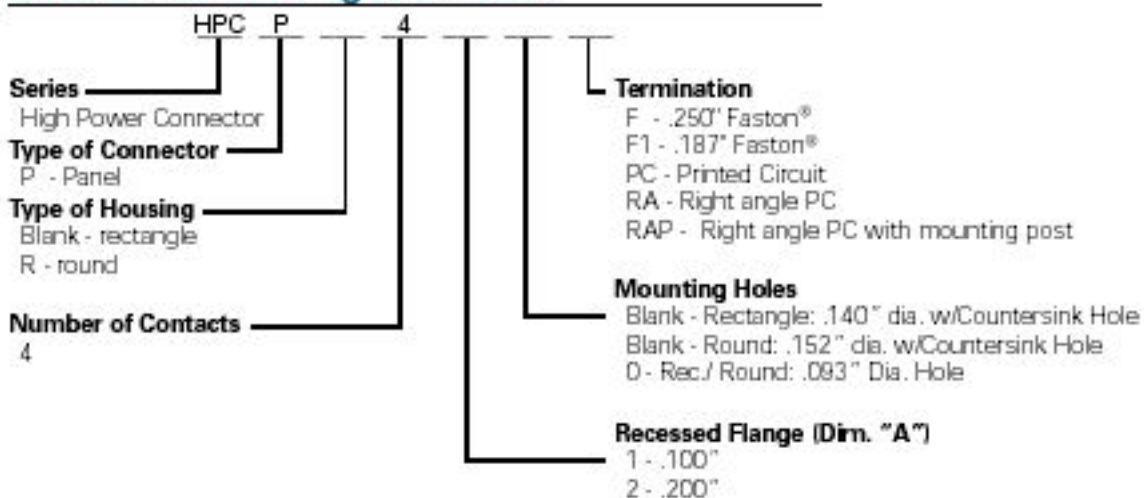 HPC P 4
Series
High Power Connector
Type of Connector
P - Panel
Type of Housing
Blank - rectangle
R - round
Number of Contacts
4
Termination
F - .250" Faston®
F1 - .187" Faston®
PC - Printed Circuit
RA - Right angle PC
RAP - Right angle PC with mounting post
Mounting Holes
Blank - Rectangle: .140" dia. w/Countersink Hole
Blank - Round: .152" dia. w/Countersink Hole
0 - Rec./ Round: .093" Dia. Hole
Recessed Flange (Dim. "A")
1 - .100"
2 - .200"